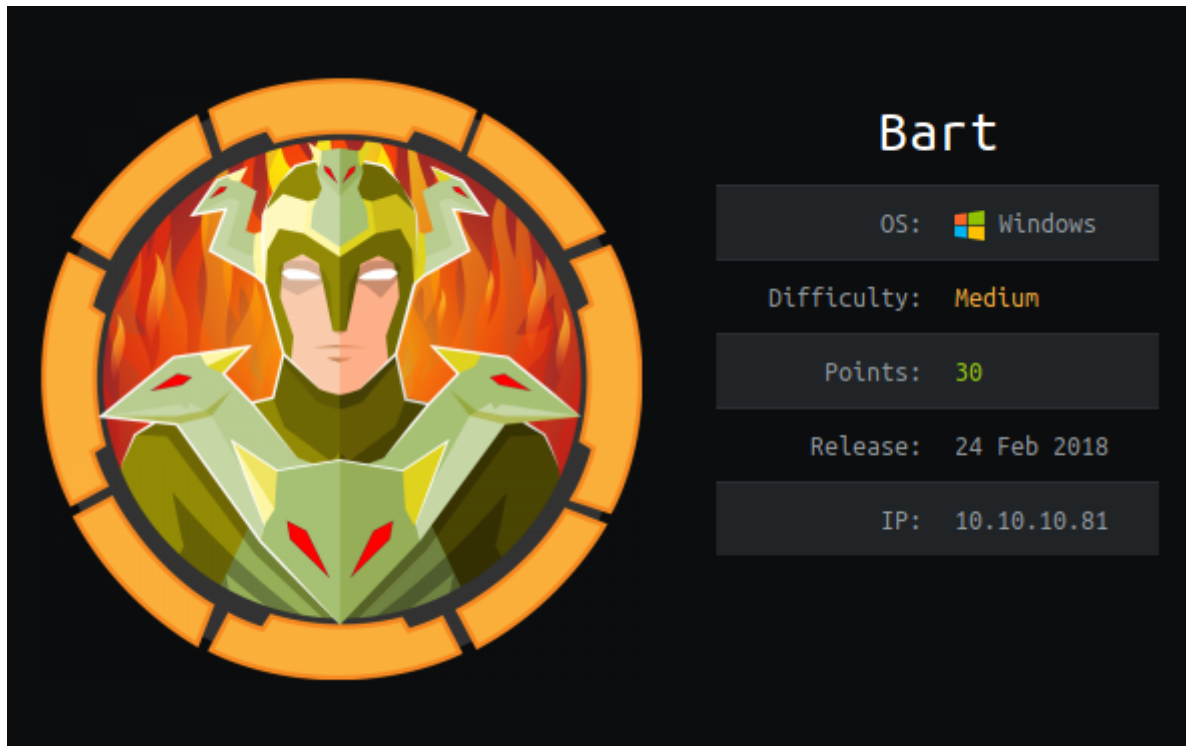 Bart
OS: Windows
Difficulty: Medium
Points: 30
Release: 24 Feb 2018
IP: 10.10.10.81